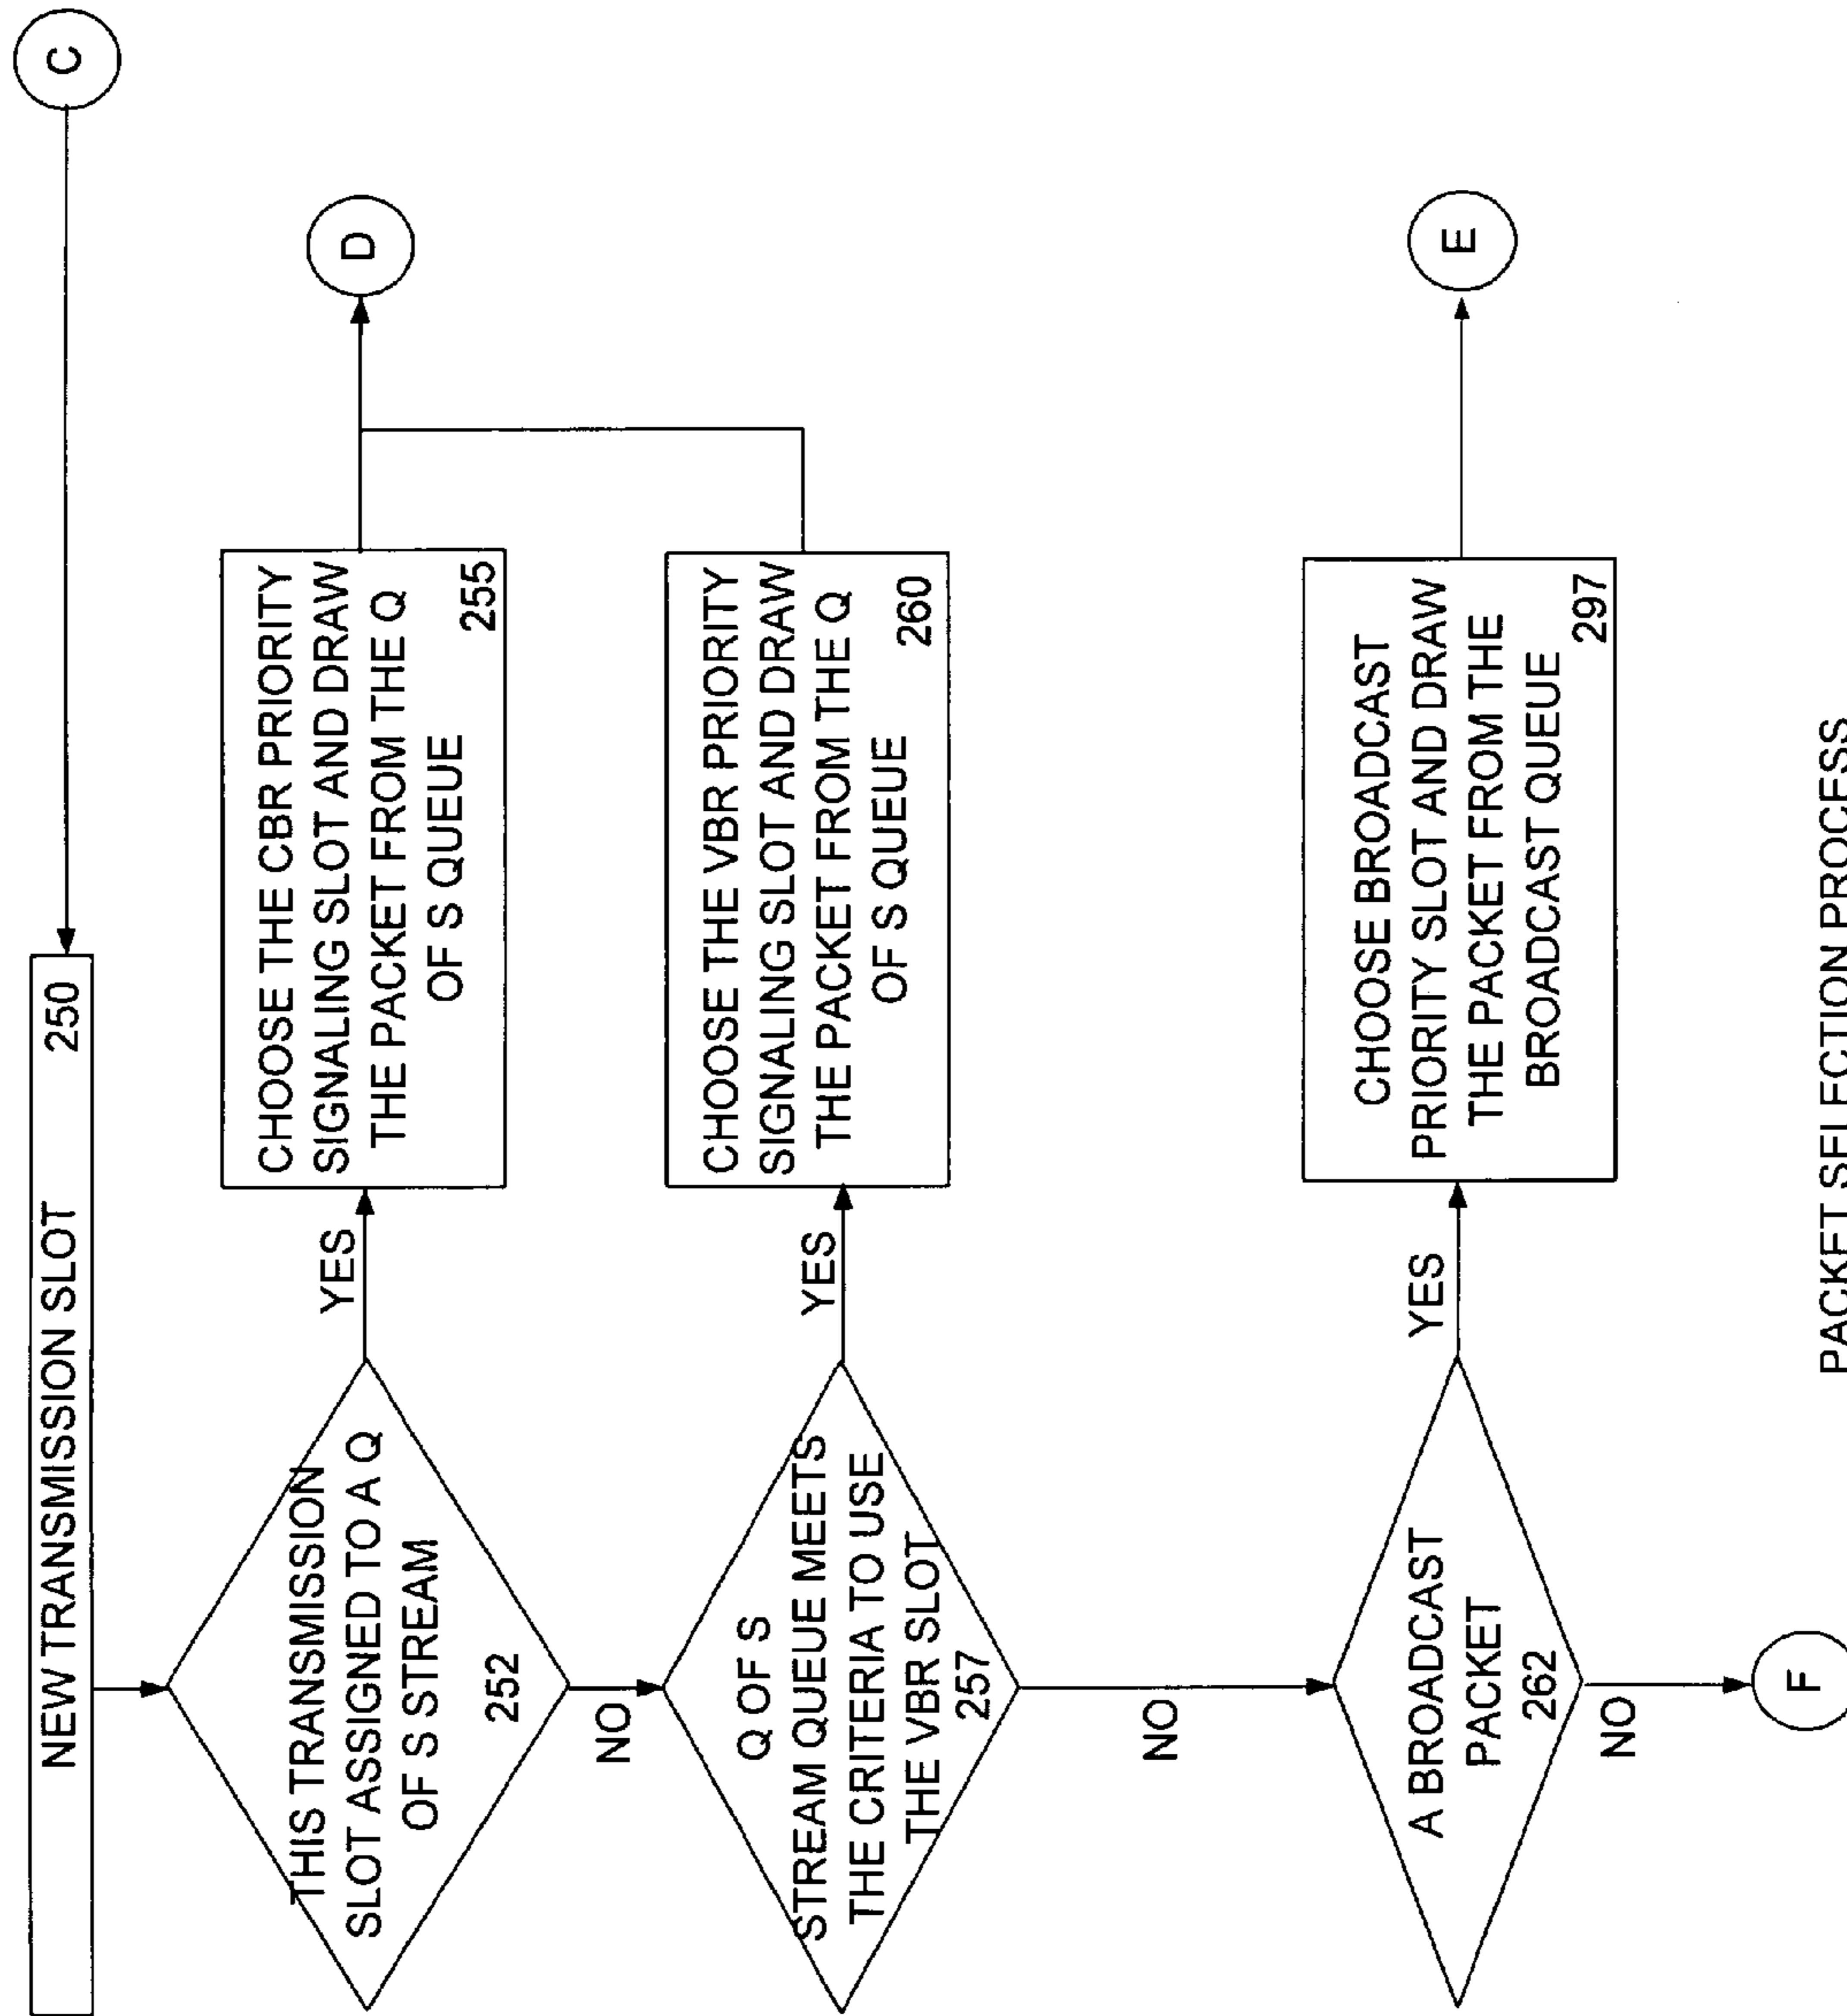 C
NEW TRANSMISSION SLOT 250
THIS TRANSMISSION
SLOT ASSIGNED TO A Q
OF S STREAM
252
YES
CHOOSE THE CBR PRIORITY
SIGNALING SLOT AND DRAW
THE PACKET FROM THE Q
OF S QUEUE
255
D
NO
Q OF S
STREAM QUEUE MEETS
THE CRITERIA TO USE
THE VBR SLOT
257
YES
CHOOSE THE VBR PRIORITY
SIGNALING SLOT AND DRAW
THE PACKET FROM THE Q
OF S QUEUE
260
NO
A BROADCAST
PACKET
262
YES
CHOOSE BROADCAST
PRIORITY SLOT AND DRAW
THE PACKET FROM THE
BROADCAST QUEUE
297
E
NO
F
PACKET SELECTION PROCESS